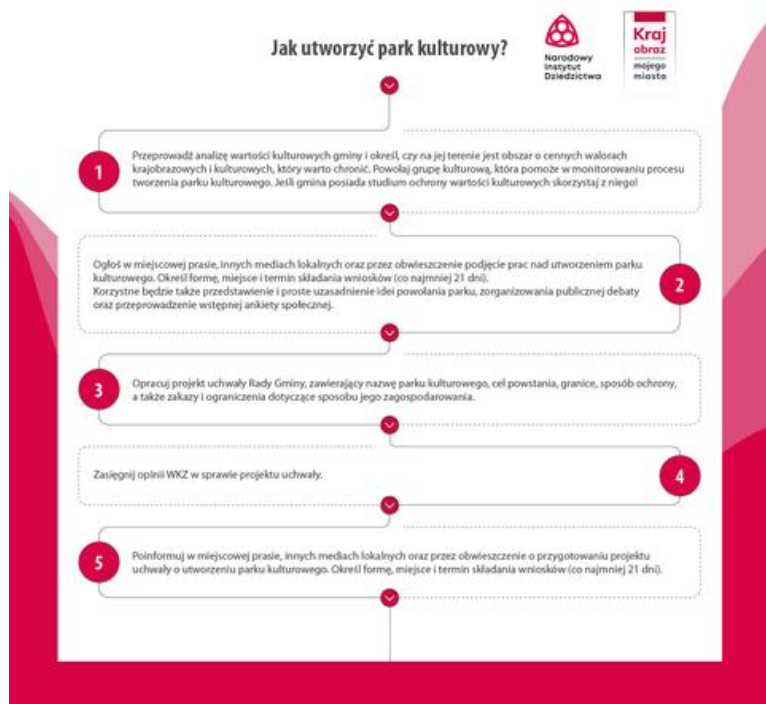 Jak utworzyć park kulturowy?
Narodowy
Instytut
Dziedzictwa
Kraj
obraz
mojego
miasta
1
Przeprowadź analizę wartości kulturowych gminy i określ, czy na jej terenie jest obszar o cennych walorach
krajobrazowych i kulturowych, który warto chronić. Powołaj grupę kulturową, która pomoże w monitorowaniu procesu
tworzenia parku kulturowego. Jeśli gmina posiada studium ochrony wartości kulturowych skorzystaj z niego!
Ogłoś w miejscowej prasie, innych mediach lokalnych oraz przez obwieszczenie podjęcie prac nad utworzeniem parku
kulturowego. Określ formę, miejsce i termin składania wniosków (co najmniej 21 dni).
Korzystne będzie także przedstawienie i proste uzasadnienie idei powołania parku, zorganizowania publicznej debaty
oraz przeprowadzenie wstępnej ankiety społecznej.
2
3
Opracuj projekt uchwały Rady Gminy, zawierający nazwę parku kulturowego, cel powstania, granice, sposób ochrony,
a także zakazy i ograniczenia dotyczące sposobu jego zagospodarowania.
Zasięgnij opinii WKZ w sprawie projektu uchwały.
4
5
Poinformuj w miejscowej prasie, innych mediach lokalnych oraz przez obwieszczenie o przygotowaniu projektu
uchwały o utworzeniu parku kulturowego. Określ formę, miejsce i termin składania wniosków (co najmniej 21 dni).